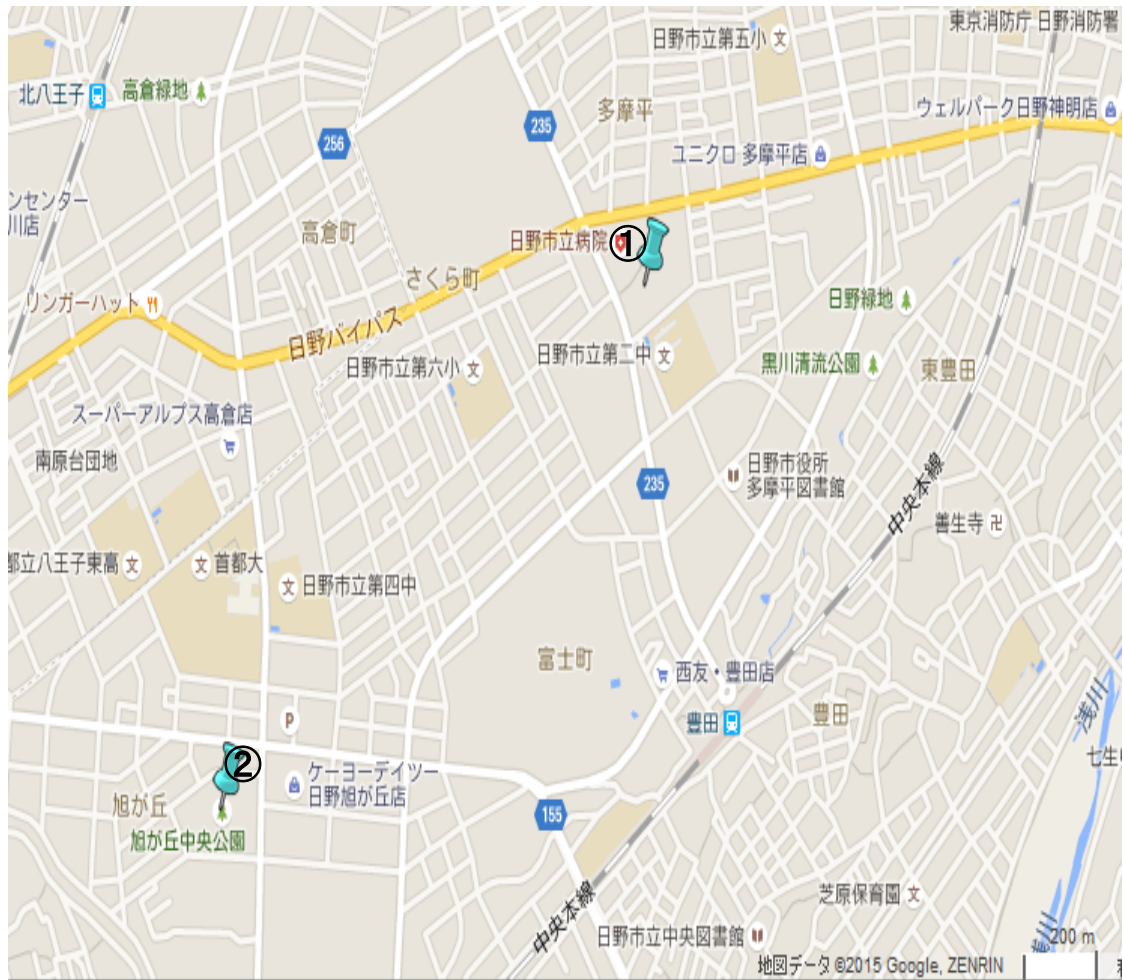 東京消防庁 日野消防署
日野市立第五小
北八王子
高倉緑地
多摩平
ウェルパーク日野神明店
235
256
ユニクロ 多摩平店
ンセンター
川店
高倉町
日野市立病院
①
さくら町
リンガーハット
日野緑地
日野バイパス
日野市立第二中
日野市立第六小
黒川清流公園
東豊田
スーパーアルプス高倉店
南原台団地
日野市役所
多摩平図書館
235
中央本線
善生寺
都立八王子東高
首都大
日野市立第四中
富士町
西友・豊田店
豊田
豊田
浅川
P
七生中
②
ケーヨーデイツー
日野旭が丘店
旭が丘
155
旭が丘中央公園
芝原保育園
中央本線
日野市立中央図書館
浅川
200 m
地図データ ©2015 Google, ZENRIN